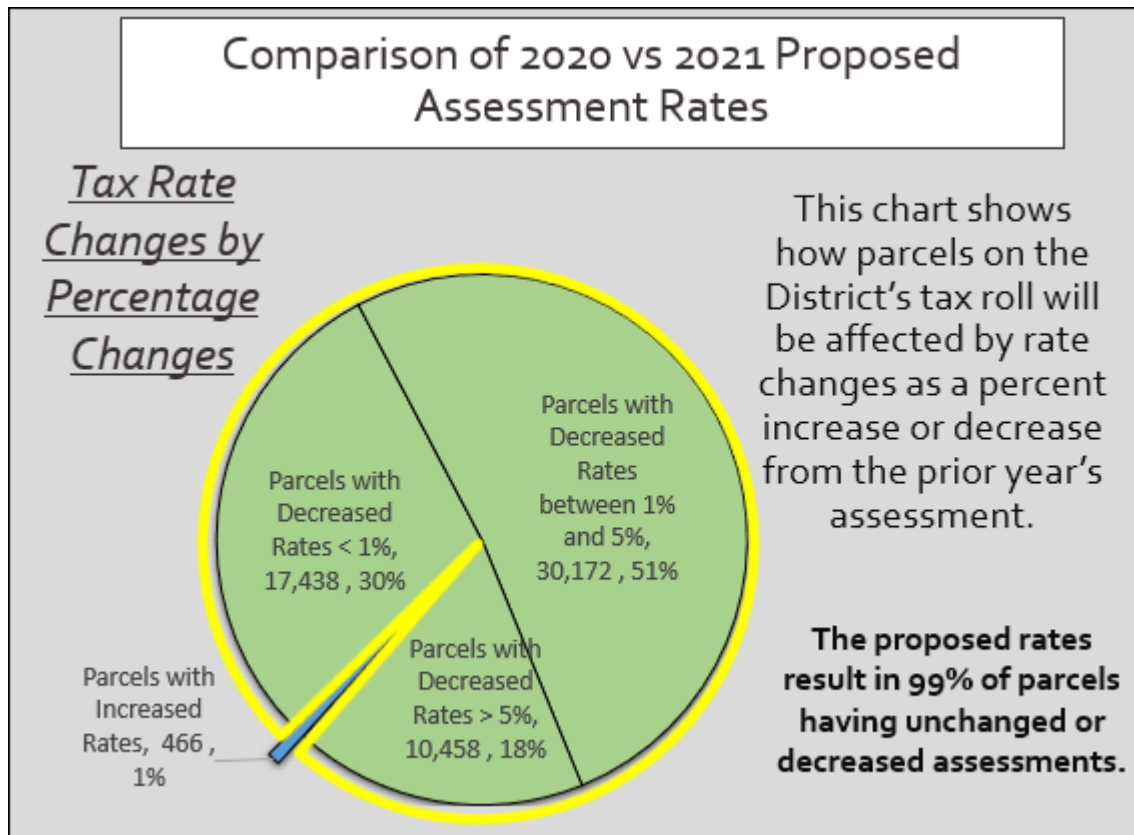 Comparison of 2020 vs 2021 Proposed
Assessment Rates
Tax Rate
Changes by
Percentage
Changes
This chart shows
how parcels on the
District's tax roll will
be affected by rate
changes as a percent
increase or decrease
from the prior year's
assessment.
Parcels with
Decreased
Rates
between 1%
and 5%,
30,172 , 51%
Parcels with
Decreased
Rates < 1%,
17,438 , 30%
Parcels with
Decreased
Rates > 5%,
10,458 , 18%
Parcels with
Increased
Rates, 466 ,
1%
The proposed rates
result in 99% of parcels
having unchanged or
decreased assessments.